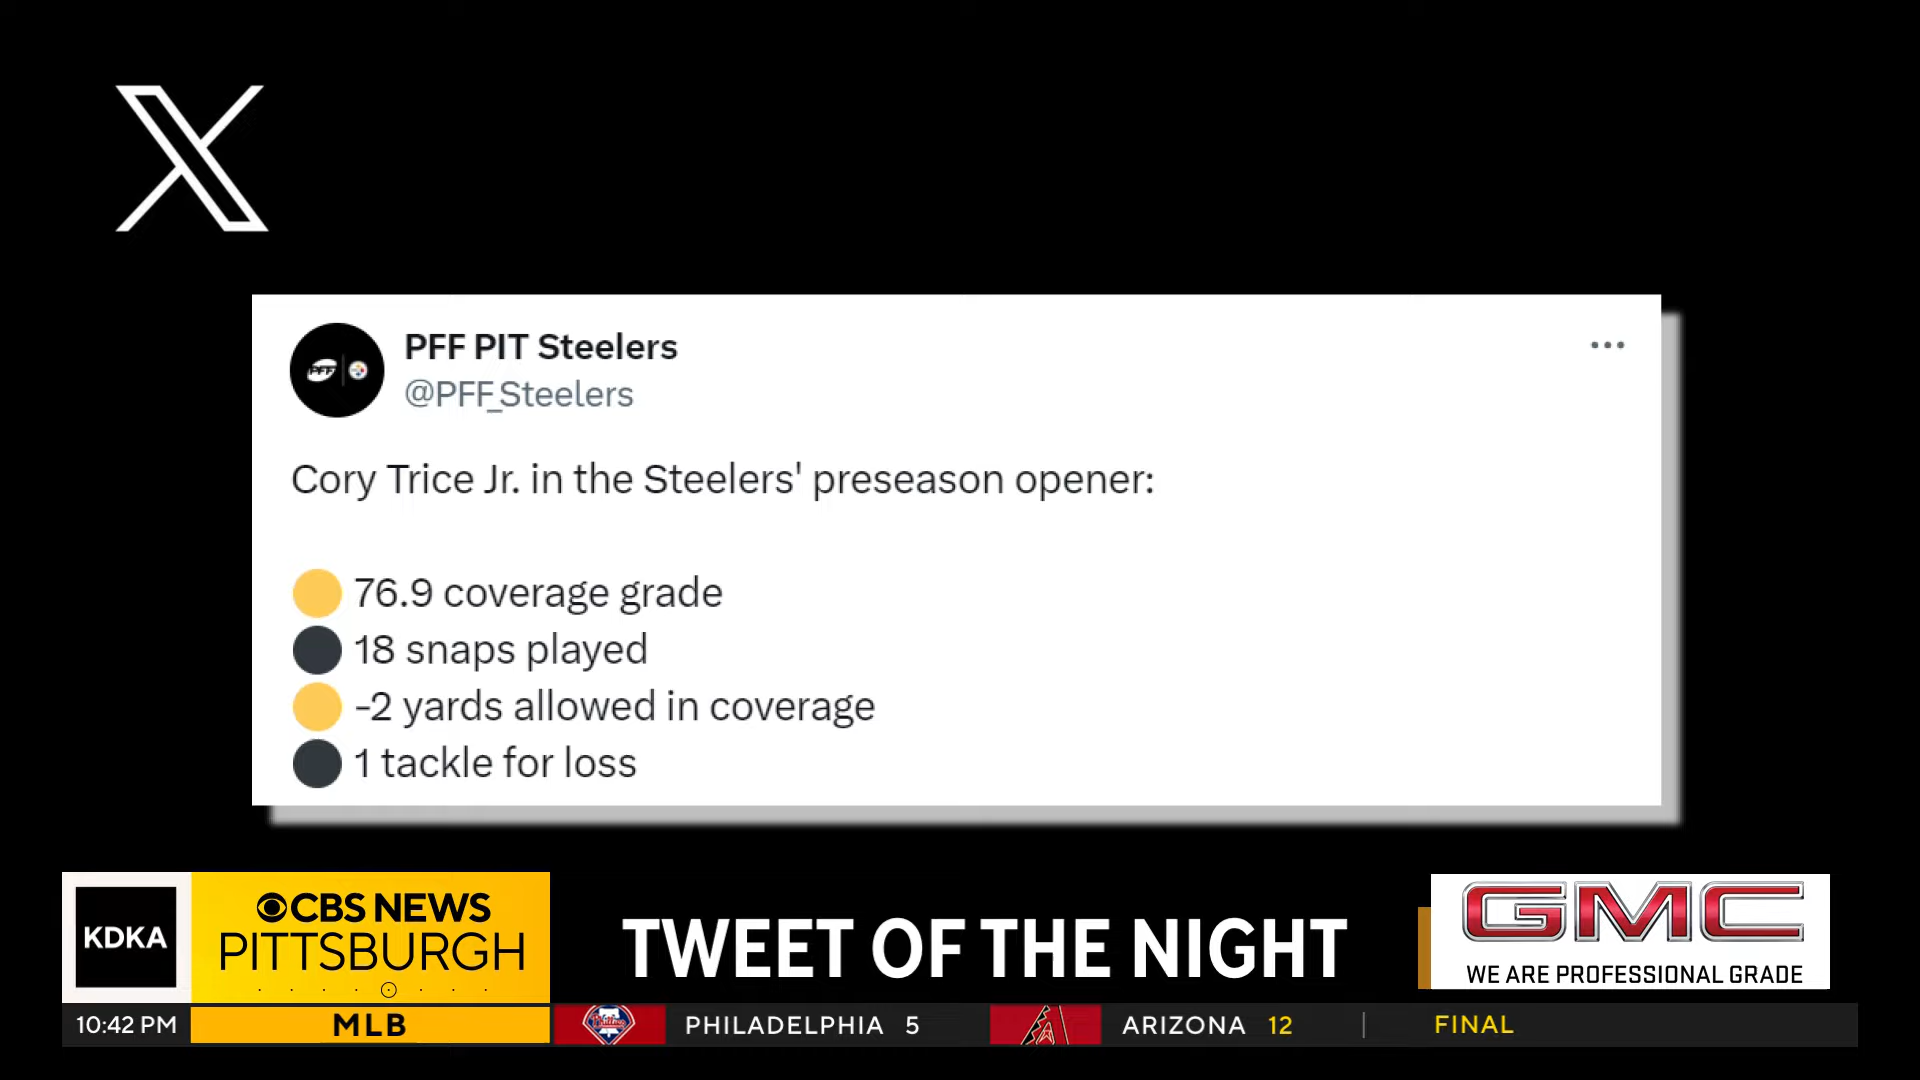 PFF PIT Steelers
@PFF_Steelers
Cory Trice Jr. in the Steelers' preseason opener:
76.9 coverage grade
18 snaps played
-2 yards allowed in coverage
1 tackle for loss
KDKA
CBS NEWS
PITTSBURGH
TWEET OF THE NIGHT
GMC
WE ARE PROFESSIONAL GRADE
10:42 PM
MLB
Phillies
PHILADELPHIA 5
ARIZONA 12
FINAL